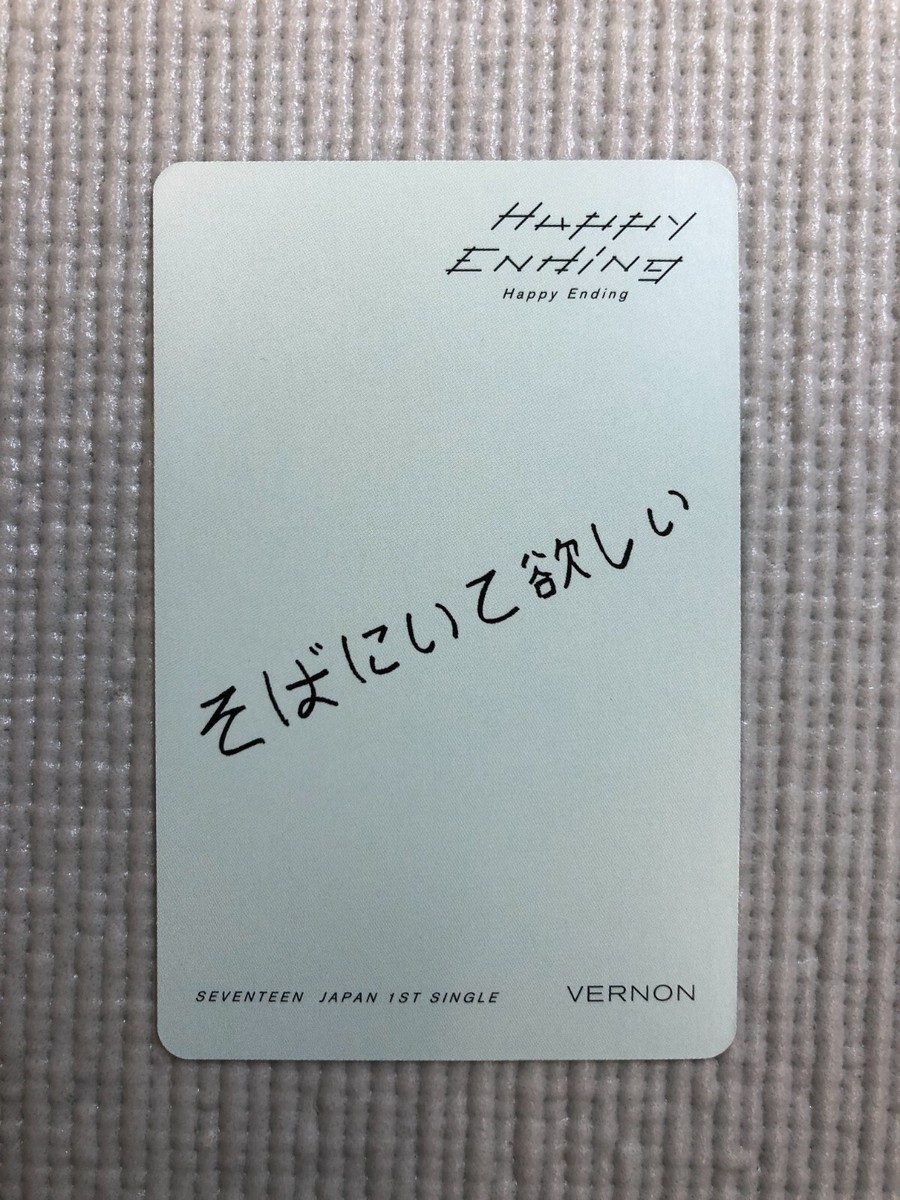 Happy
Ending
Happy Ending
そばにいて欲しい
SEVENTEEN JAPAN 1ST SINGLE
VERNON